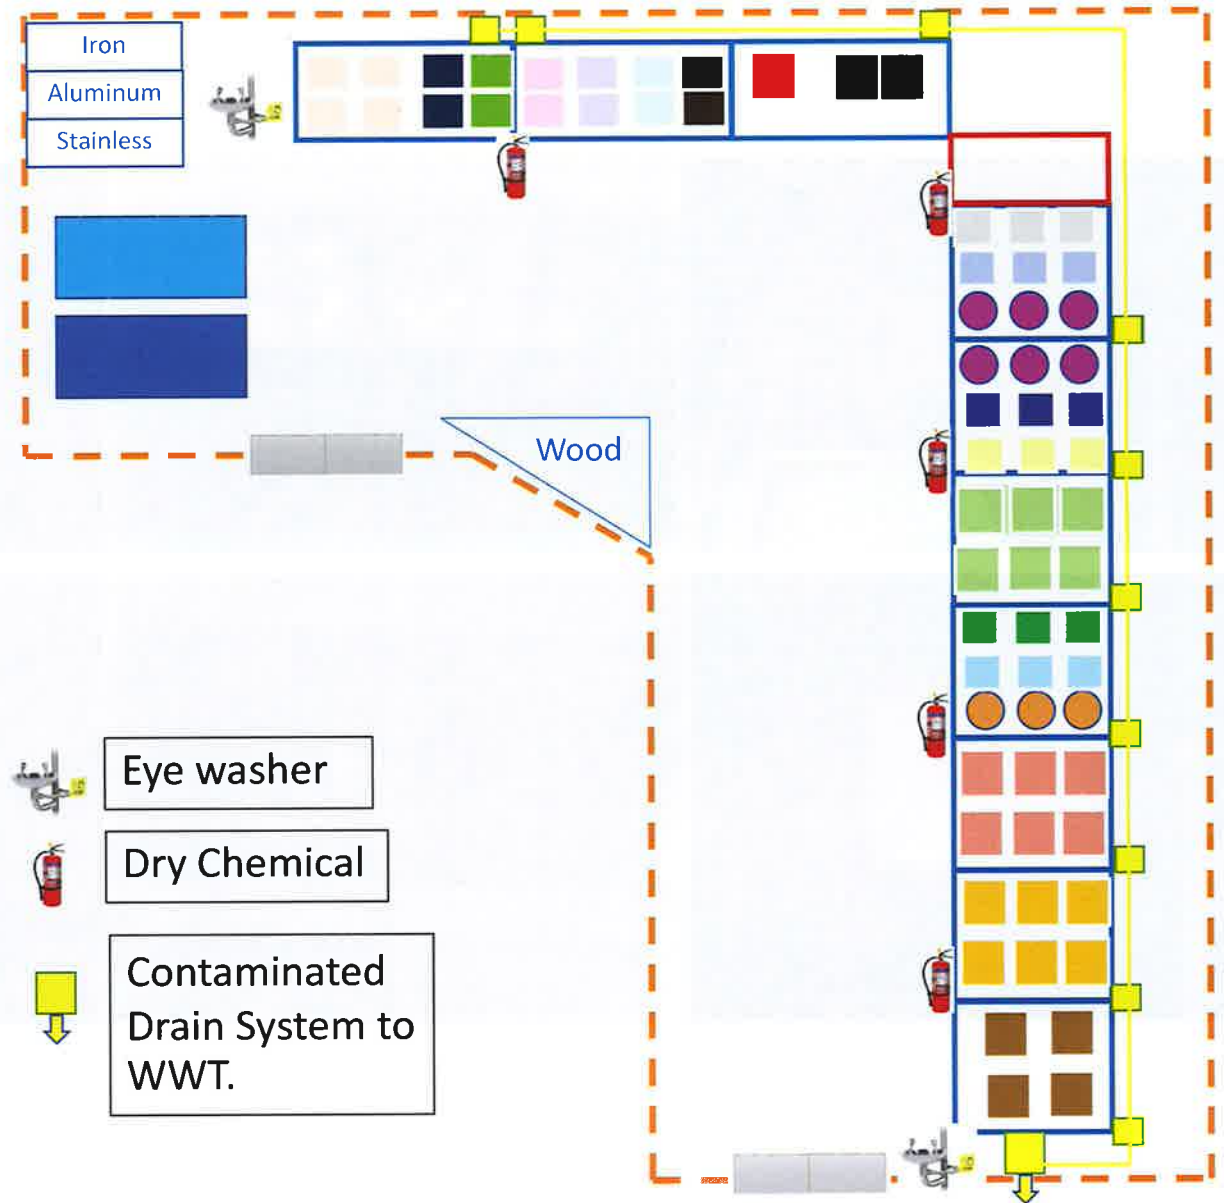 Iron
Aluminum
Stainless
Wood
Eye washer
Dry Chemical
Contaminated
Drain System to
WWT.